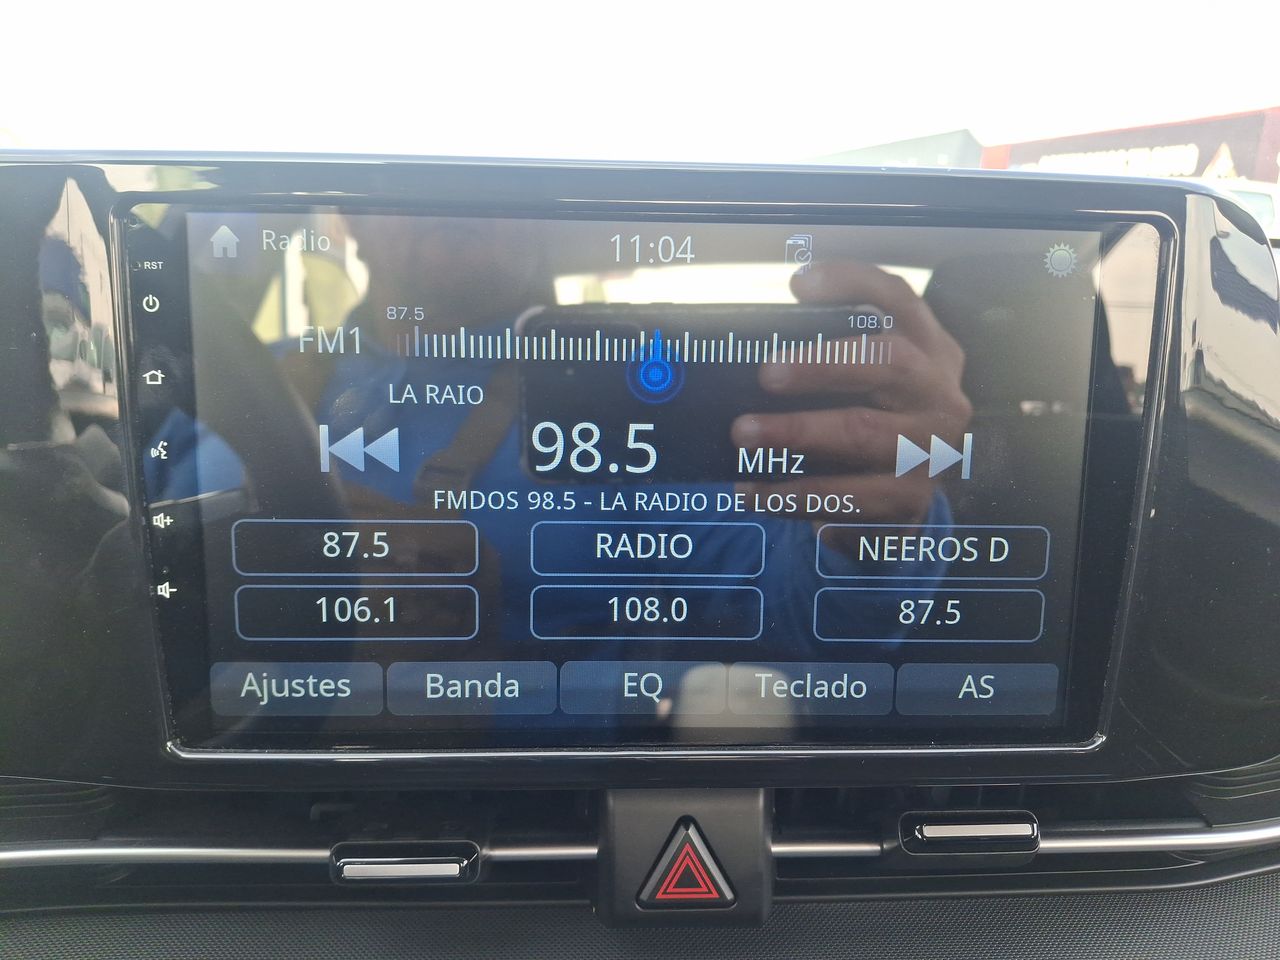 Radio
11:04
RST
87.5
108.0
FM1
LA RAIO
98.5 MHz
FMDOS 98.5 - LA RADIO DE LOS DOS.
87.5 RADIO NEEROS D
106.1 108.0 87.5
Ajustes Banda EQ Teclado AS